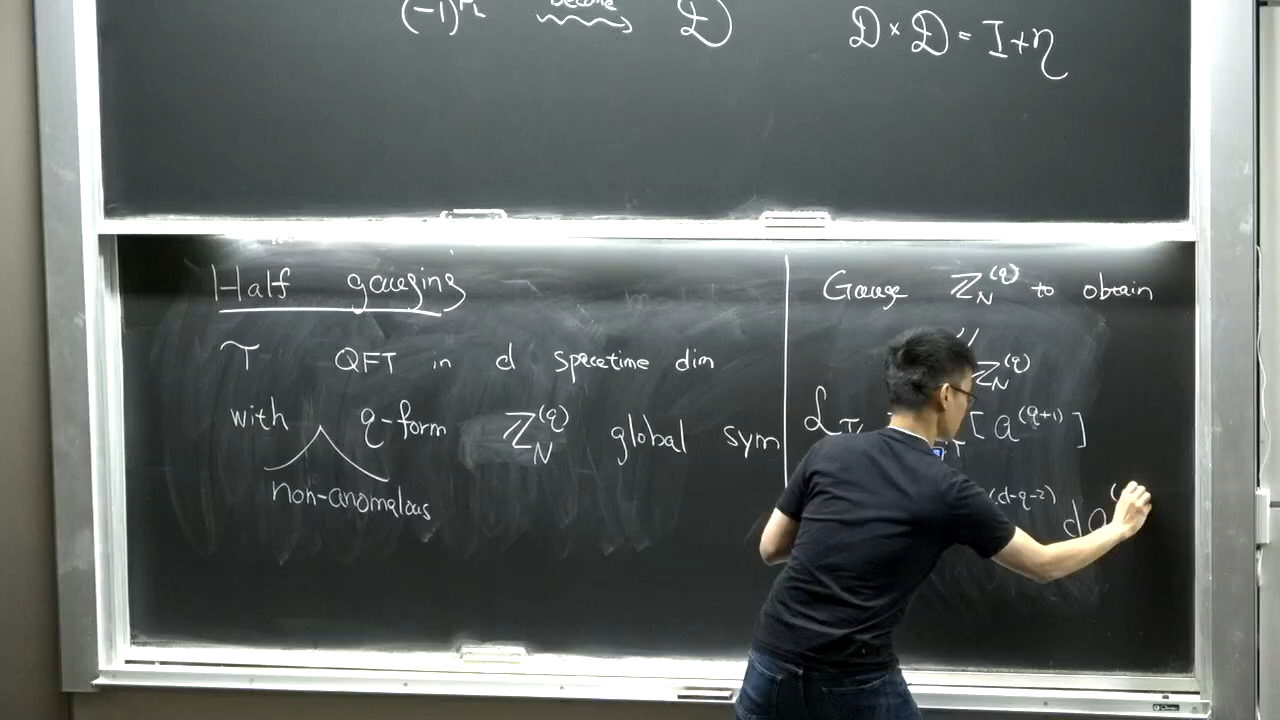 (-1)^{F_L} become ⇝ 𝒟 𝒟 × 𝒟 = I + η
Half gauging
𝒯 QFT in d spacetime dim
with q-form ℤ_N^{(q)} global sym
non-anomalous
Gauge ℤ_N^{(q)} to obtain
ℤ_N^{(q)}
ℒ [a^{(q+1)}]
(d-q-2) da